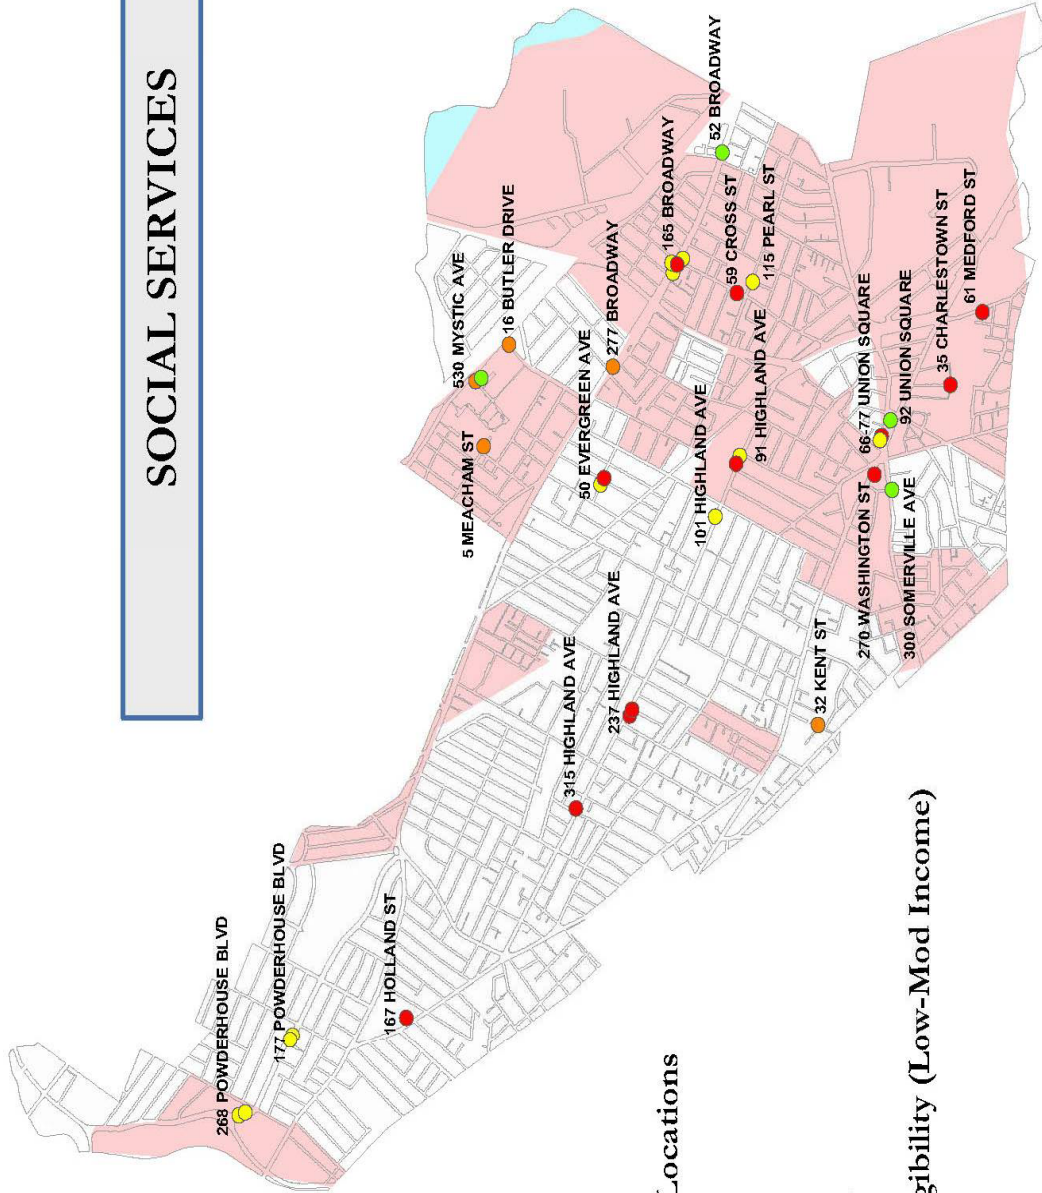 SOCIAL SERVICES
268 POWDERHOUSE BLVD
177 POWDERHOUSE BLVD
167 HOLLAND ST
315 HIGHLAND AVE
237 HIGHLAND AVE
32 KENT ST
5 MEACHAM ST
530 MYSTIC AVE
16 BUTLER DRIVE
50 EVERGREEN AVE
277 BROADWAY
101 HIGHLAND AVE
91 HIGHLAND AVE
165 BROADWAY
52 BROADWAY
59 CROSS ST
115 PEARL ST
270 WASHINGTON ST
300 SOMERVILLE AVE
66-77 UNION SQUARE
92 UNION SQUARE
35 CHARLESTOWN ST
61 MEDFORD ST
Locations
gibility (Low-Mod Income)